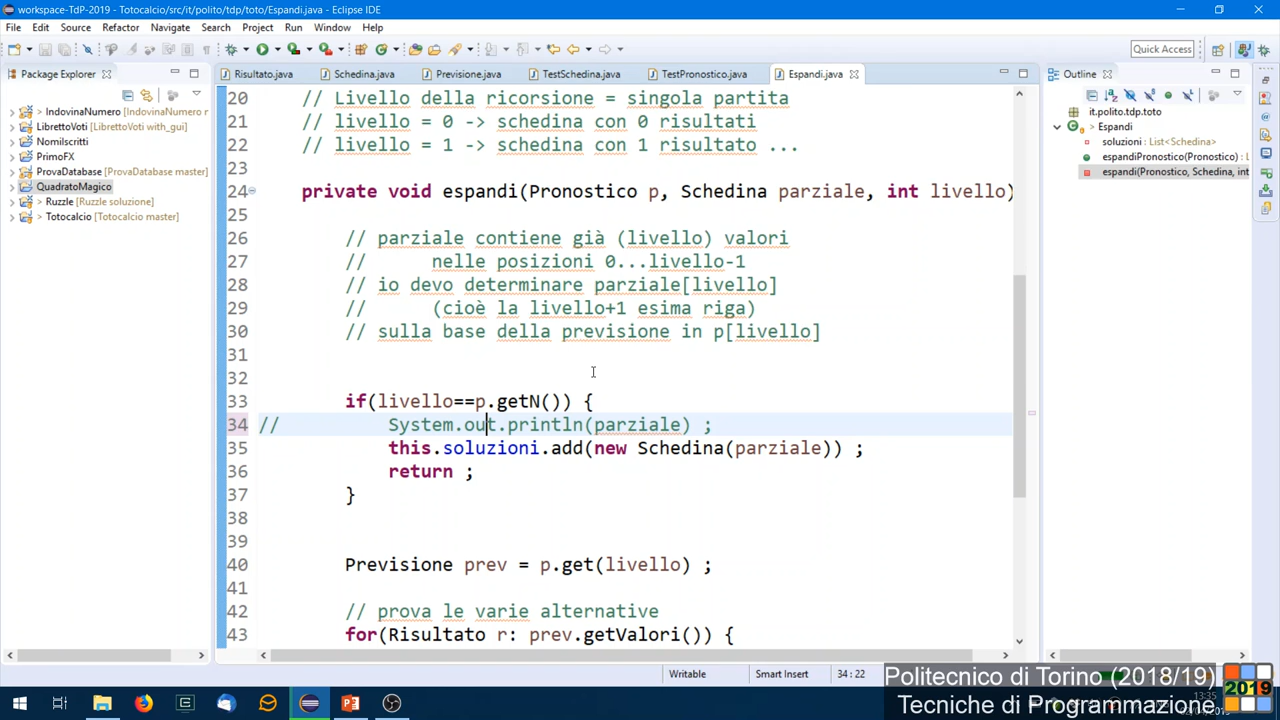 workspace-TdP-2019 - Totocalcio/src/it/polito/tdp/toto/Espandi.java - Eclipse IDE
File Edit Source Refactor Navigate Search Project Run Window Help
Quick Access
Package Explorer
Risultato.java Schedina.java Previsione.java TestSchedina.java TestPronostico.java Espandi.java
Outline
> IndovinaNumero [IndovinaNumero r
LibrettoVoti [LibrettoVoti with_gui]
NomiIscritti
PrimoFX
ProvaDatabase [ProvaDatabase master]
QuadratoMagico
> Ruzzle [Ruzzle soluzione]
> Totocalcio [Totocalcio master]
20 // Livello della ricorsione = singola partita
21 // livello = 0 -> schedina con 0 risultati
22 // livello = 1 -> schedina con 1 risultato ...
23
24 private void espandi(Pronostico p, Schedina parziale, int livello)
25
26 // parziale contiene già (livello) valori
27 // nelle posizioni 0...livello-1
28 // io devo determinare parziale[livello]
29 // (cioè la livello+1 esima riga)
30 // sulla base della previsione in p[livello]
31
32
33 if(livello==p.getN()) {
34 // System.out.println(parziale) ;
35 this.soluzioni.add(new Schedina(parziale)) ;
36 return ;
37 }
38
39
40 Previsione prev = p.get(livello) ;
41
42 // prova le varie alternative
43 for(Risultato r: prev.getValori()) {
it.polito.tdp.toto
> Espandi
soluzioni : List<Schedina>
espandiPronostico(Pronostico) : L
espandi(Pronostico, Schedina, int
Writable Smart Insert 34 : 22
Politecnico di Torino (2018/19)
Tecniche di Programmazione
2019
13:35